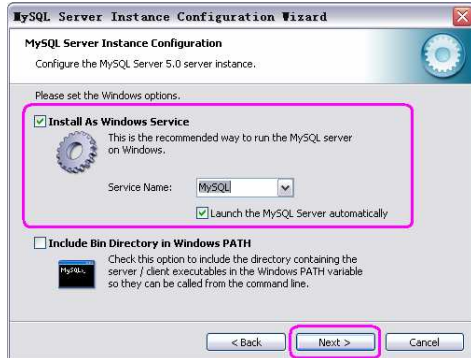 MySQL Server Instance Configuration Wizard
MySQL Server Instance Configuration
Configure the MySQL Server 5.0 server instance.
Please set the Windows options.
Install As Windows Service
This is the recommended way to run the MySQL server
on Windows.
Service Name: MySQL
Launch the MySQL Server automatically
Include Bin Directory in Windows PATH
Check this option to include the directory containing the
server / client executables in the Windows PATH variable
so they can be called from the command line.
< Back Next > Cancel